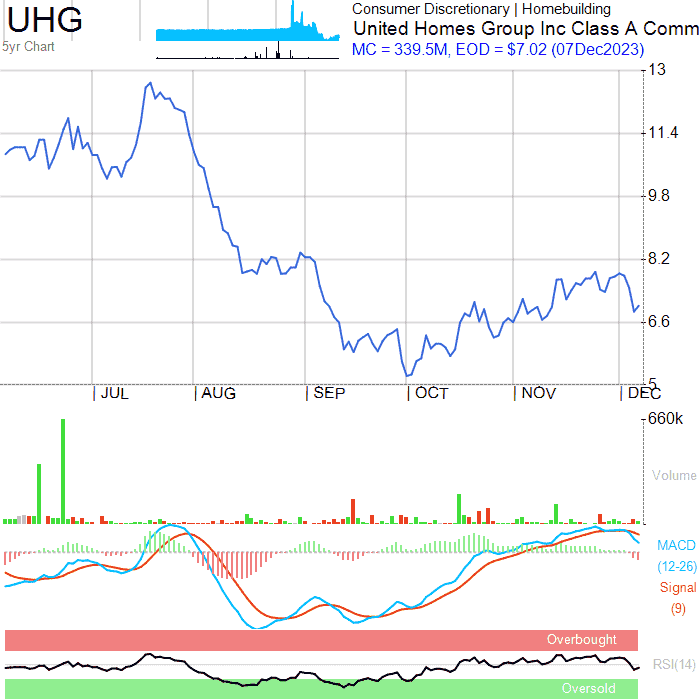 UHG
5yr Chart
Consumer Discretionary | Homebuilding
United Homes Group Inc Class A Comm
MC = 339.5M, EOD = $7.02 (07Dec2023)
13
11.4
9.8
8.2
6.6
5
JUL AUG SEP OCT NOV DEC
660k
Volume
MACD
(12-26)
Signal
(9)
Overbought
RSI(14)
Oversold